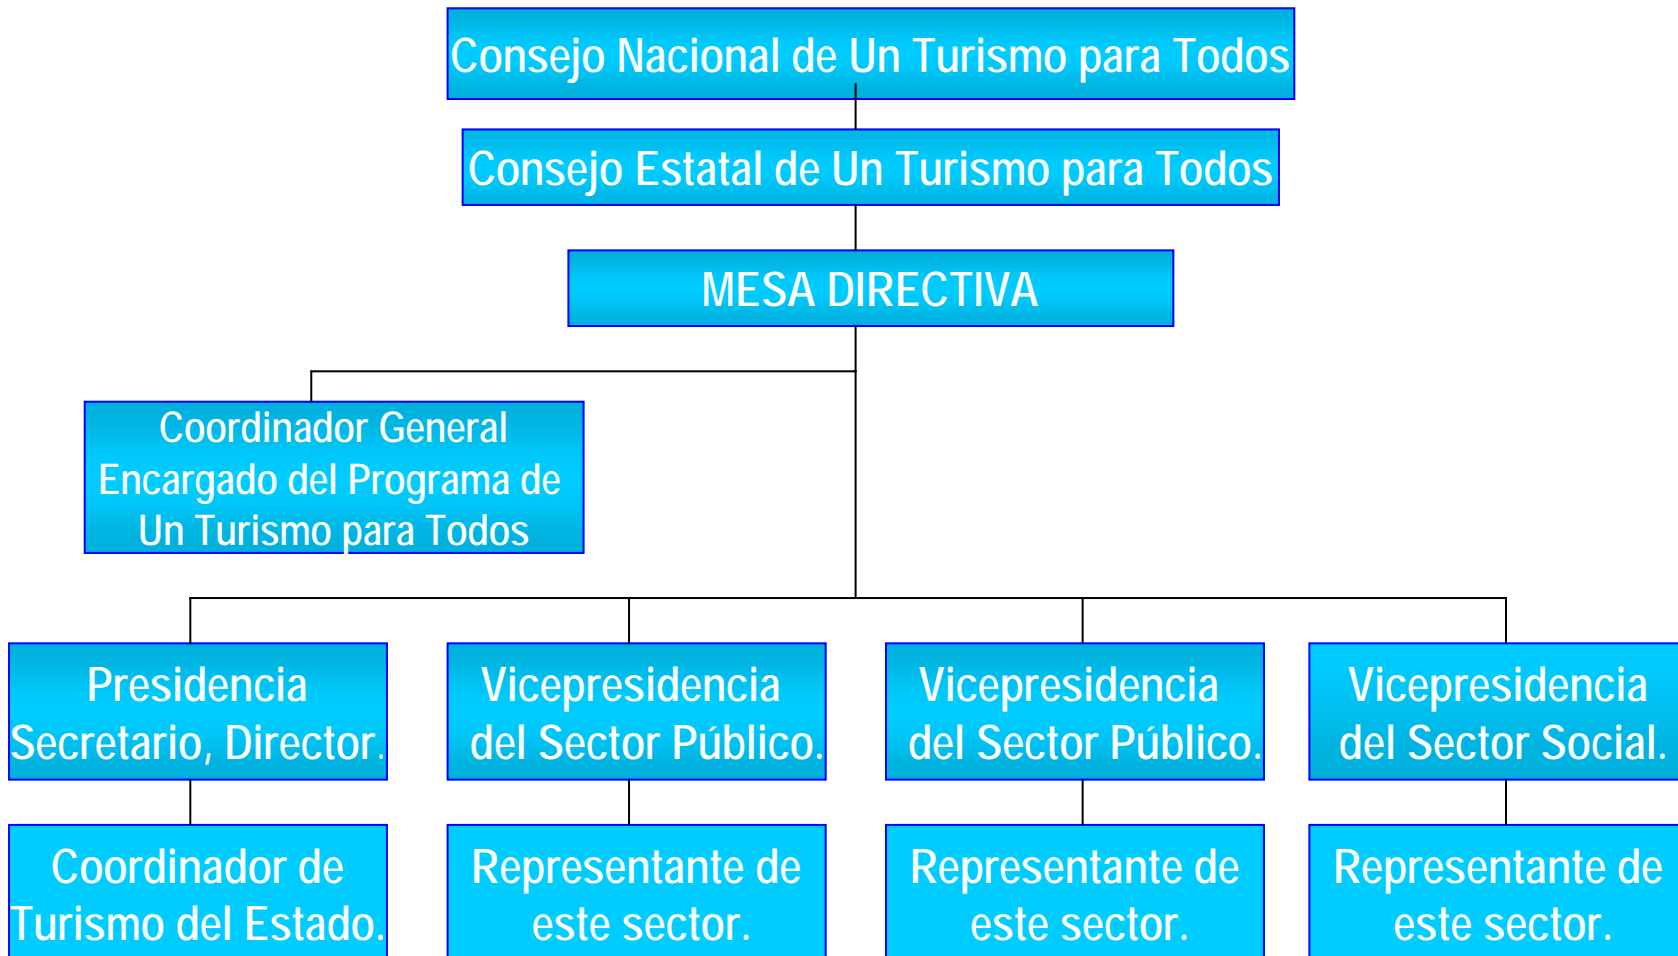 Consejo Nacional de Un Turismo para Todos
Consejo Estatal de Un Turismo para Todos
MESA DIRECTIVA
Coordinador General
Encargado del Programa de
Un Turismo para Todos
Presidencia
Secretario, Director.
Vicepresidencia
del Sector Público.
Vicepresidencia
del Sector Público.
Vicepresidencia
del Sector Social.
Coordinador de
Turismo del Estado.
Representante de
este sector.
Representante de
este sector.
Representante de
este sector.